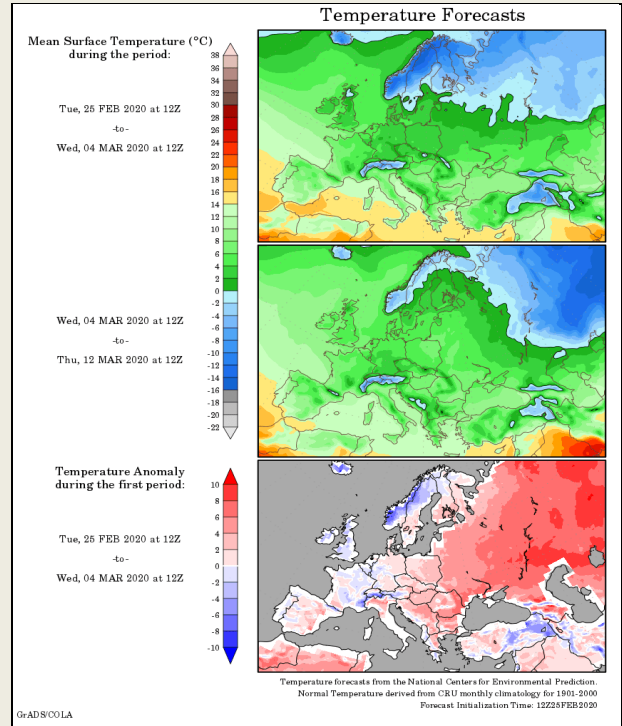 Temperature Forecasts
Mean Surface Temperature (°C)
during the period:
Tue, 25 FEB 2020 at 12Z
-to-
Wed, 04 MAR 2020 at 12Z
38
36
34
32
30
28
26
24
22
20
18
16
14
12
10
8
6
4
2
0
-2
-4
-6
-8
-10
-12
-14
-16
-18
-20
-22
Wed, 04 MAR 2020 at 12Z
-to-
Thu, 12 MAR 2020 at 12Z
Temperature Anomaly
during the first period:
Tue, 25 FEB 2020 at 12Z
-to-
Wed, 04 MAR 2020 at 12Z
10
8
6
4
2
0
-2
-4
-6
-8
-10
Temperature forecasts from the National Centers for Environmental Prediction.
Normal Temperature derived from CRU monthly climatology for 1901-2000
Forecast Initialization Time: 12Z25FEB2020
GrADS/COLA